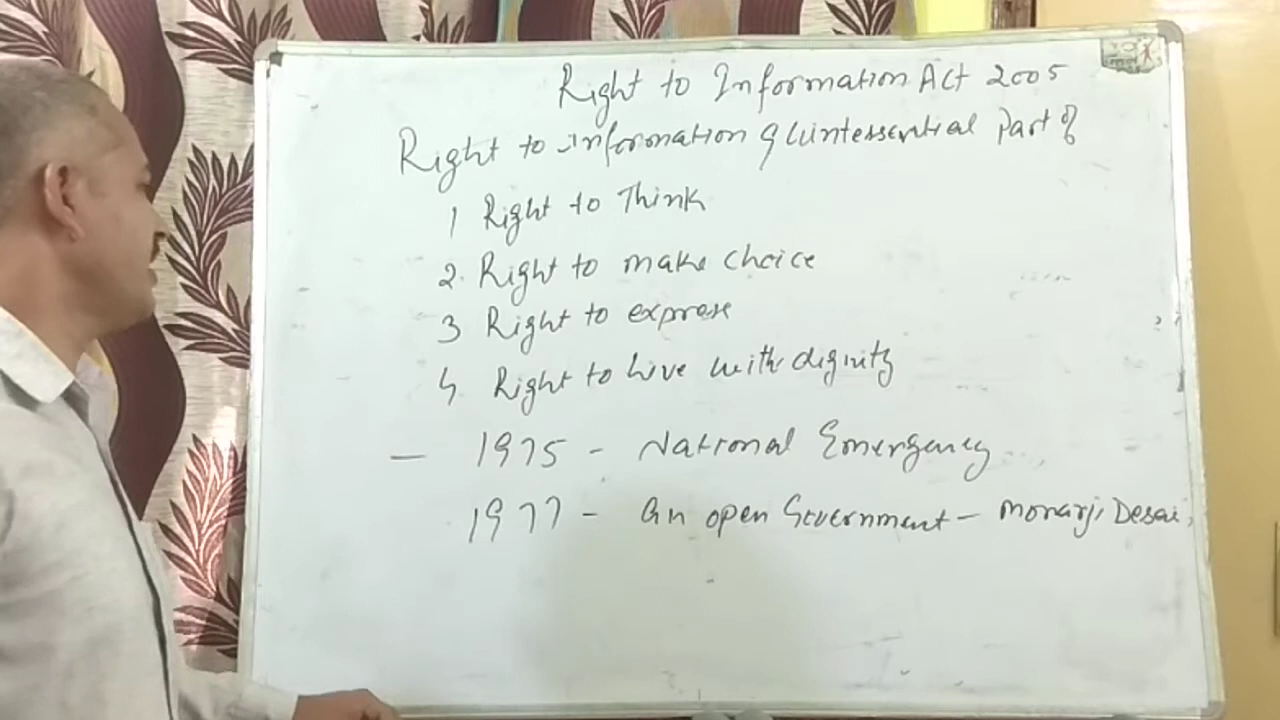 Right to Information Act 2005
Right to information quintessential Part of
1 Right to Think
2. Right to make choice
3 Right to express
4 Right to live with dignity
- 1975 - National Emergency
1977 - An open Government - Morarji Desai